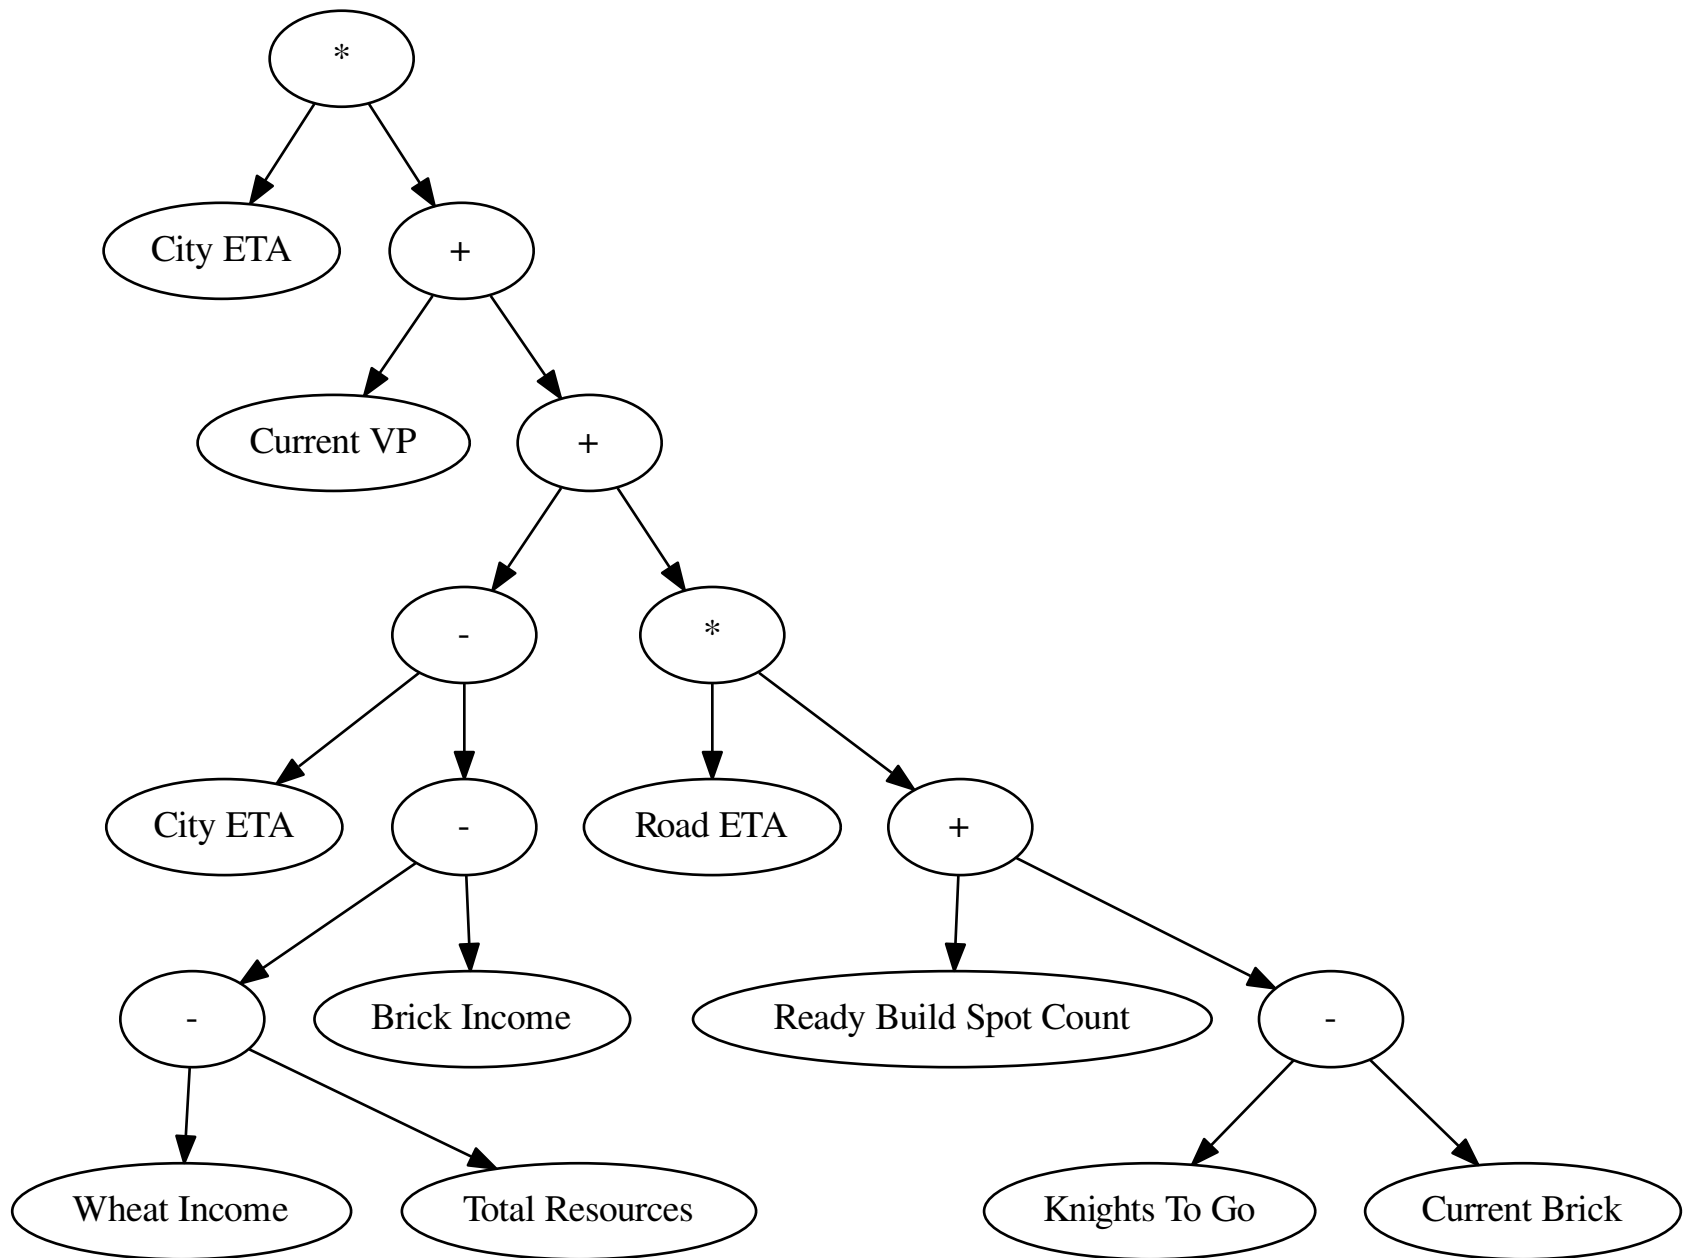 *
City ETA
+
Current VP
+
-
*
City ETA
-
Road ETA
+
-
Brick Income
Ready Build Spot Count
-
Wheat Income
Total Resources
Knights To Go
Current Brick